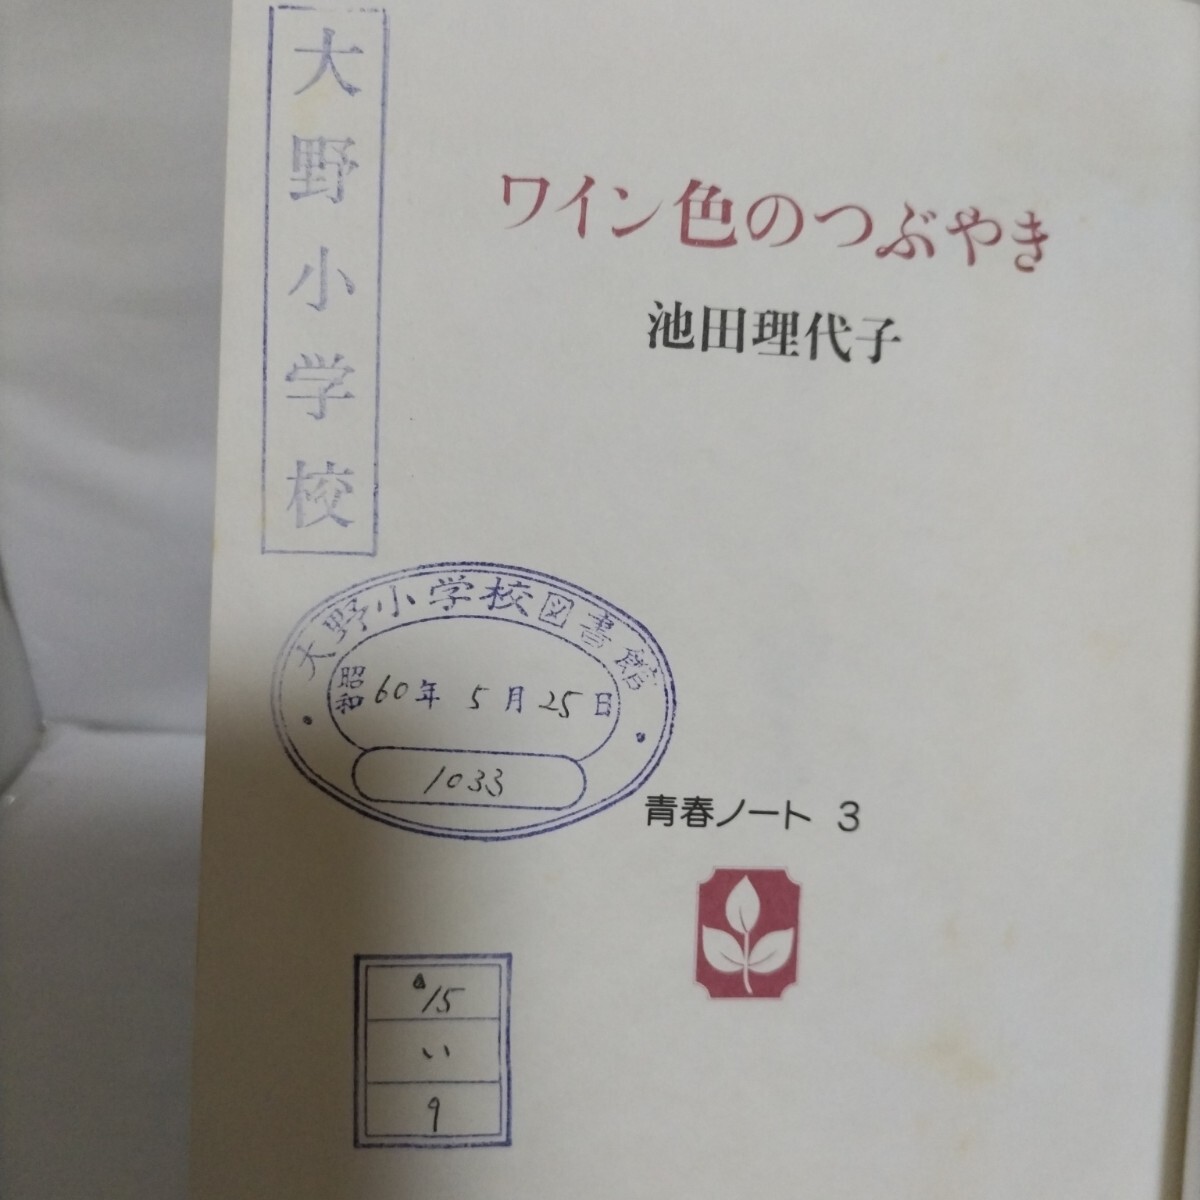 大野小学校
ワイン色のつぶやき
池田理代子
大野小学校図書館
昭和60年 5月 25日
1033
青春ノート 3
15
い
9